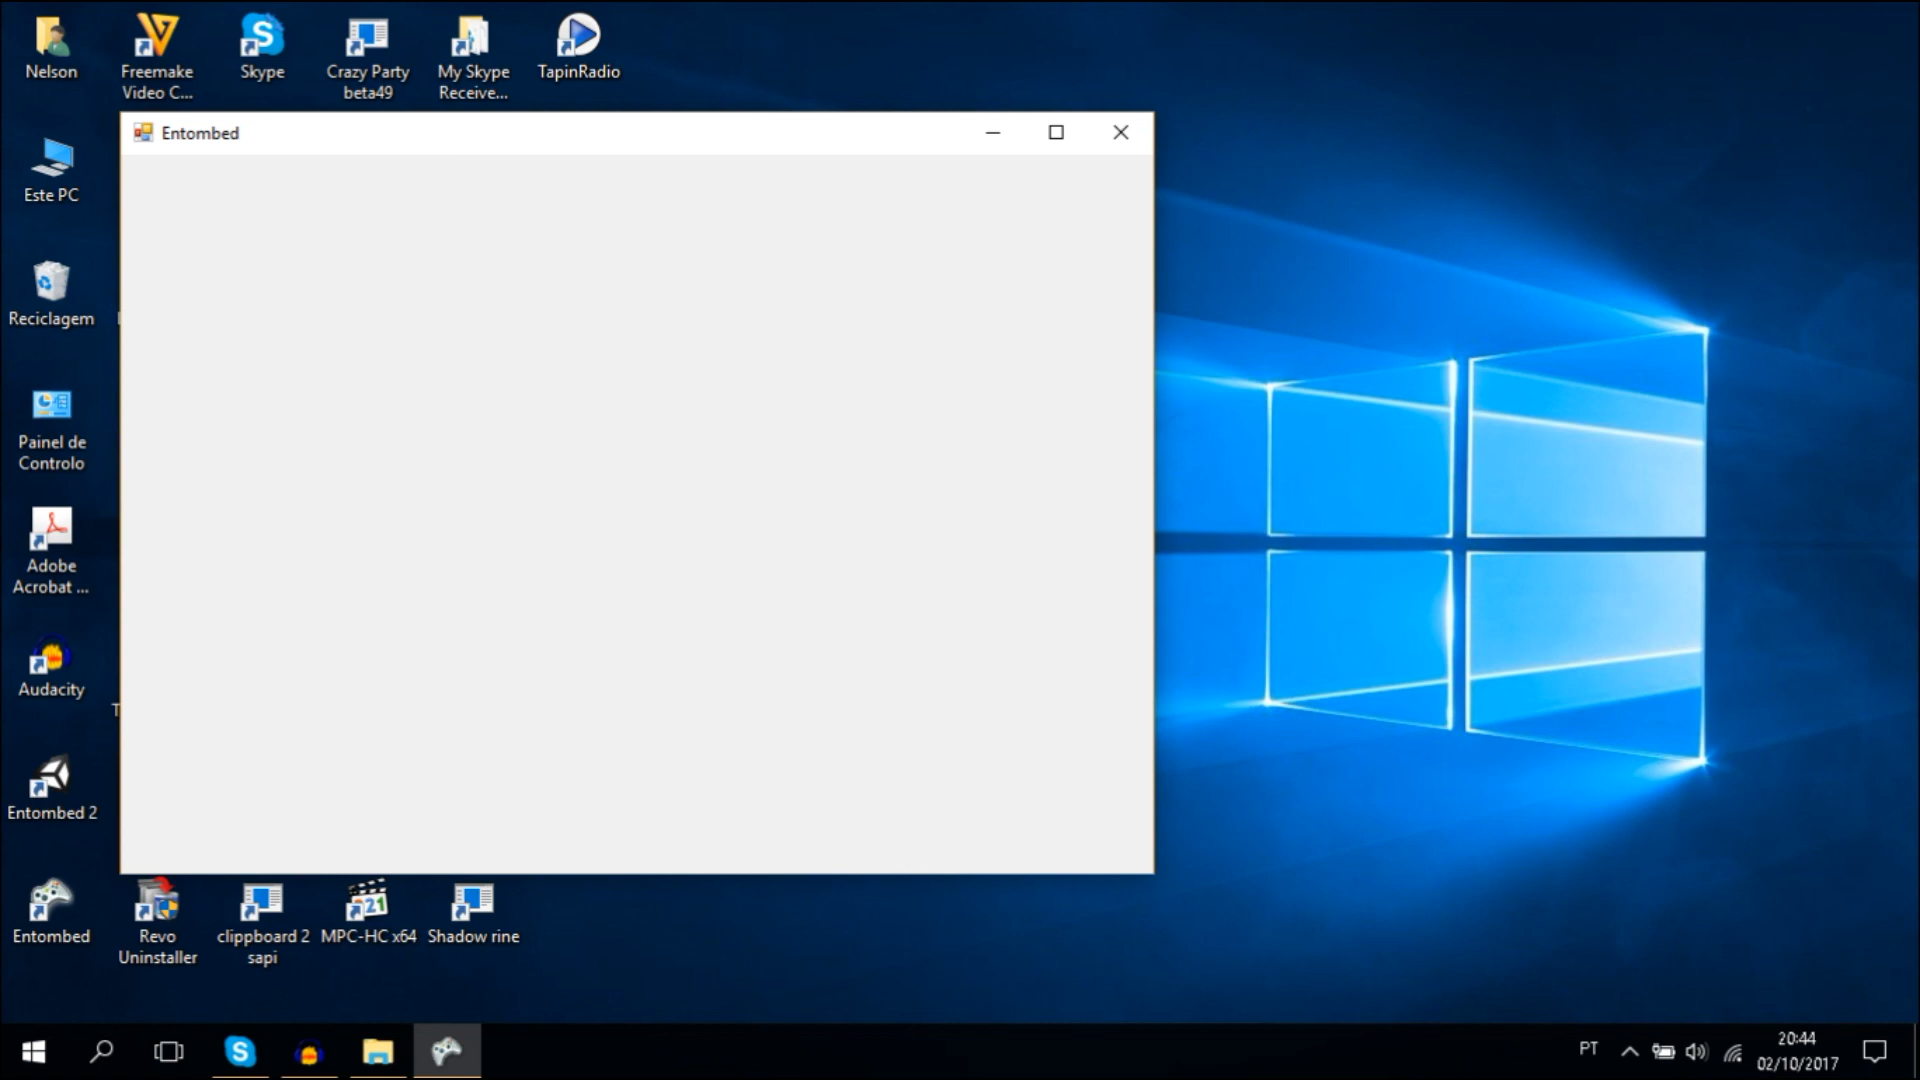 Nelson
Freemake
Video C...
Skype
Crazy Party
beta49
My Skype
Receive...
TapinRadio
Entombed
Este PC
Reciclagem
Painel de
Controlo
Adobe
Acrobat ...
Audacity
Entombed 2
Entombed
Revo
Uninstaller
clippboard 2
sapi
MPC-HC x64
321
Shadow rine
PT
20:44
02/10/2017